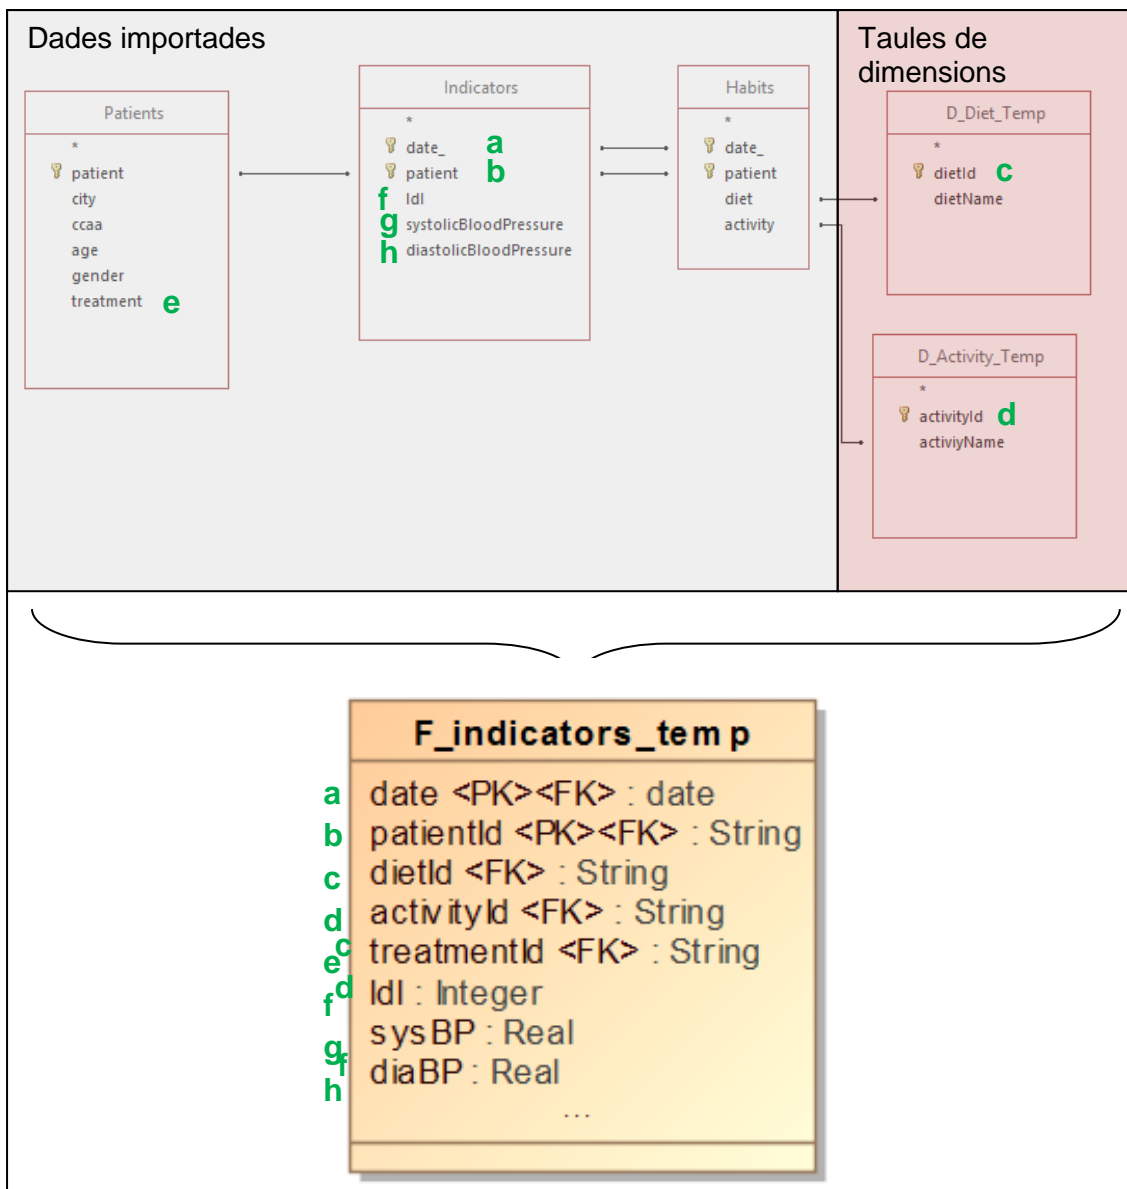 Dades importades
Taules de
dimensions
Patients
*
patient
city
ccaa
age
gender
treatment e
Indicators
*
date_ a
patient b
f ldl
g systolicBloodPressure
h diastolicBloodPressure
Habits
*
date_
patient
diet
activity
D_Diet_Temp
*
dietId c
dietName
D_Activity_Temp
*
activityId d
activiyName
F_indicators_temp
a date <PK><FK> : date
b patientId <PK><FK> : String
c dietId <FK> : String
d activityId <FK> : String
c
e treatmentId <FK> : String
d
f ldl : Integer
g sysBP : Real
f
h diaBP : Real
...